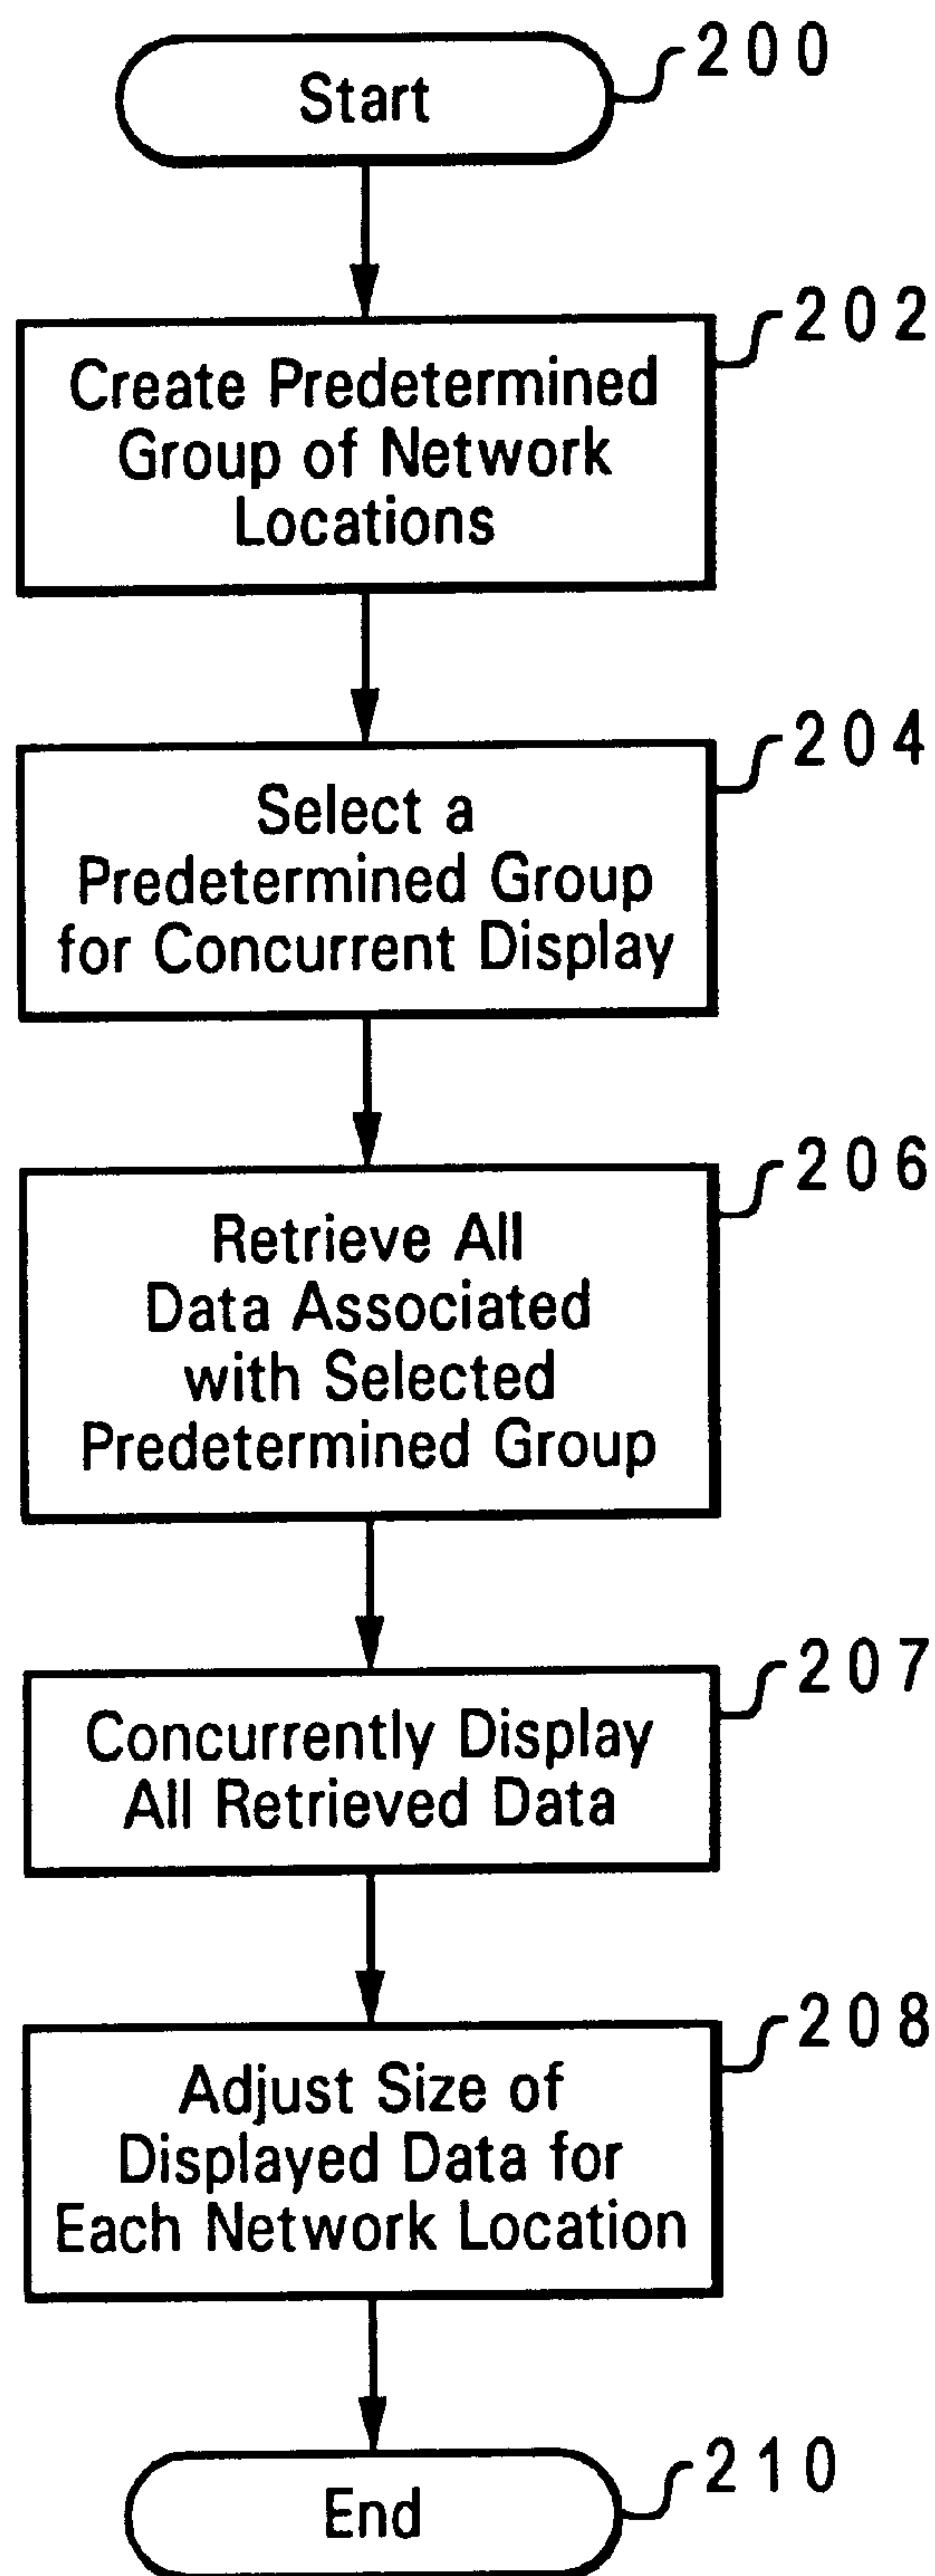 Start
200
202
Create Predetermined
Group of Network
Locations
204
Select a
Predetermined Group
for Concurrent Display
206
Retrieve All
Data Associated
with Selected
Predetermined Group
207
Concurrently Display
All Retrieved Data
208
Adjust Size of
Displayed Data for
Each Network Location
210
End